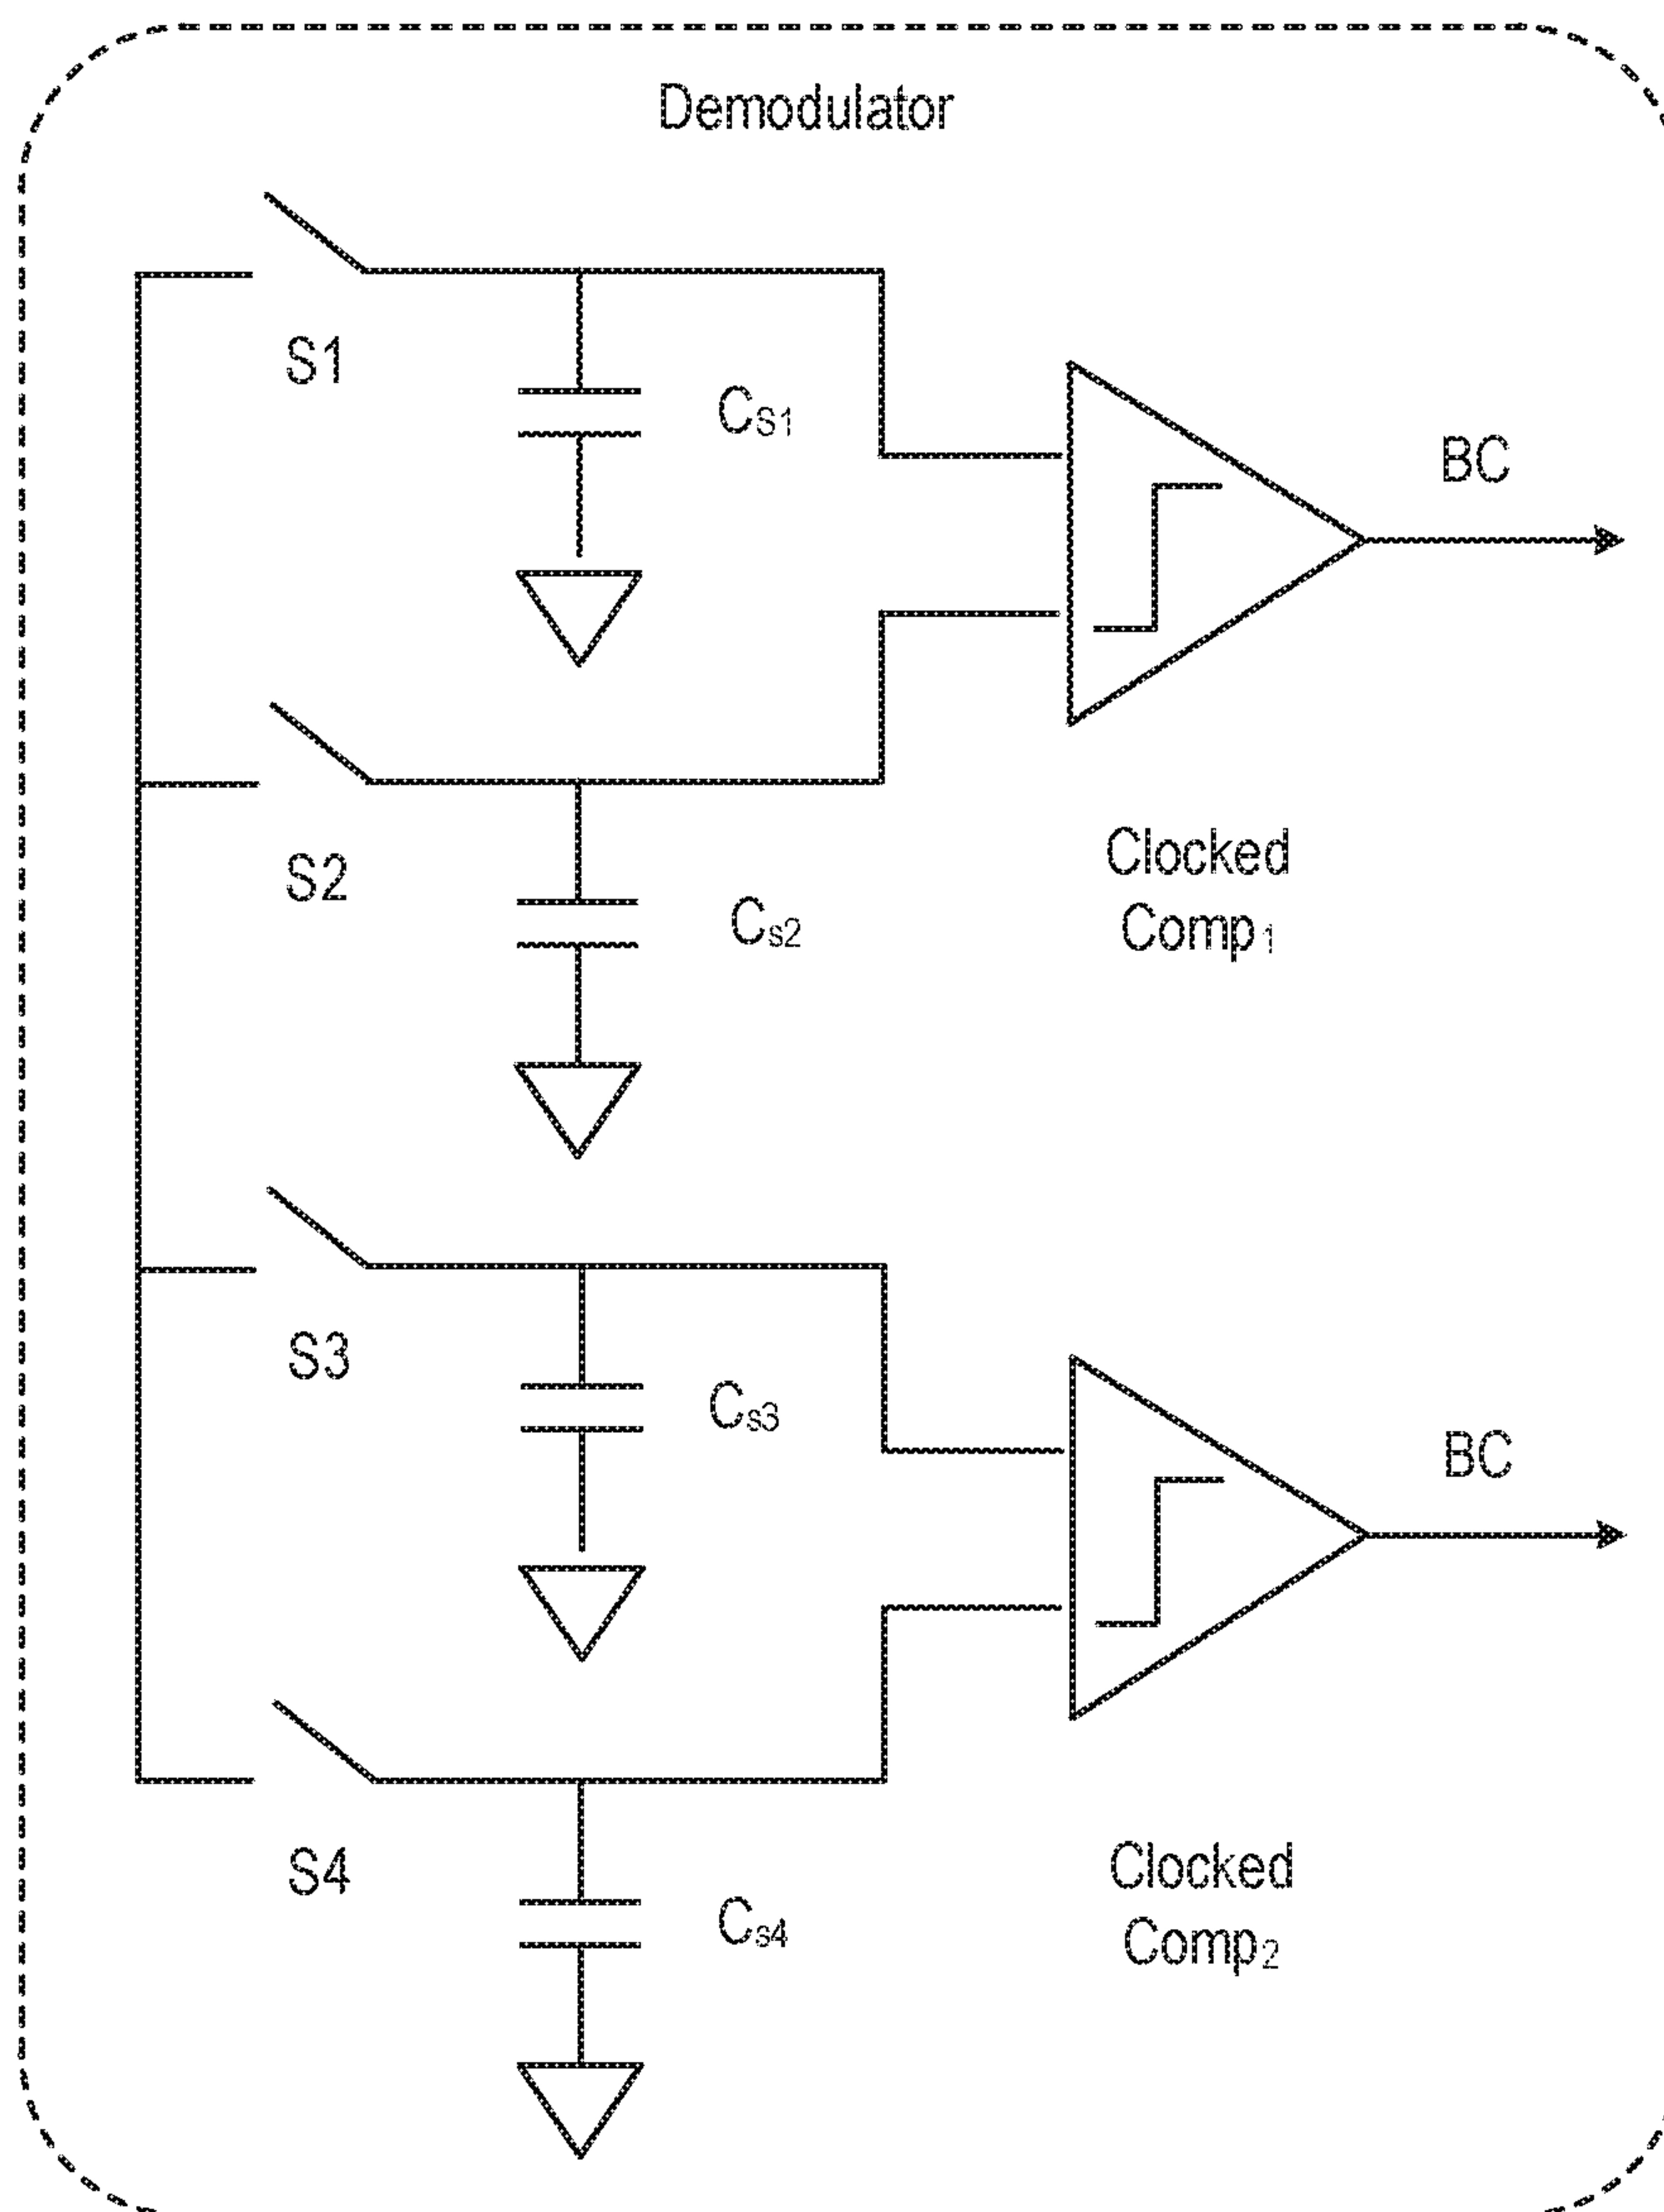 Demodulator
S1
CS1
BC
S2
Cs2
Clocked
Comp1
S3
Cs3
BC
S4
Cs4
Clocked
Comp2